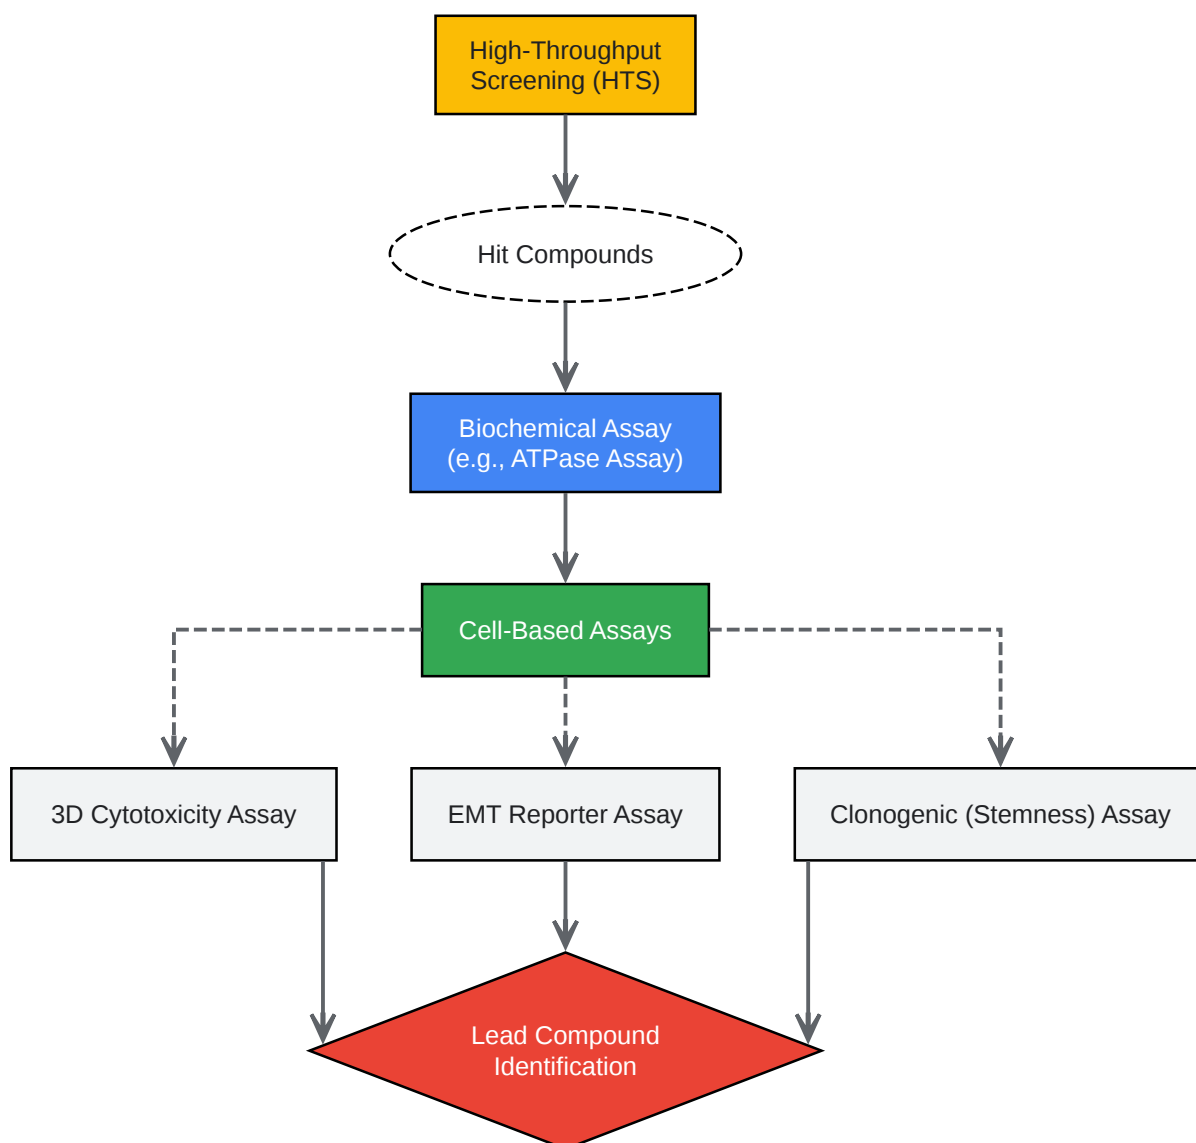 High-Throughput
Screening (HTS)
Hit Compounds
Biochemical Assay
(e.g., ATPase Assay)
Cell-Based Assays
3D Cytotoxicity Assay
EMT Reporter Assay
Clonogenic (Stemness) Assay
Lead Compound
Identification